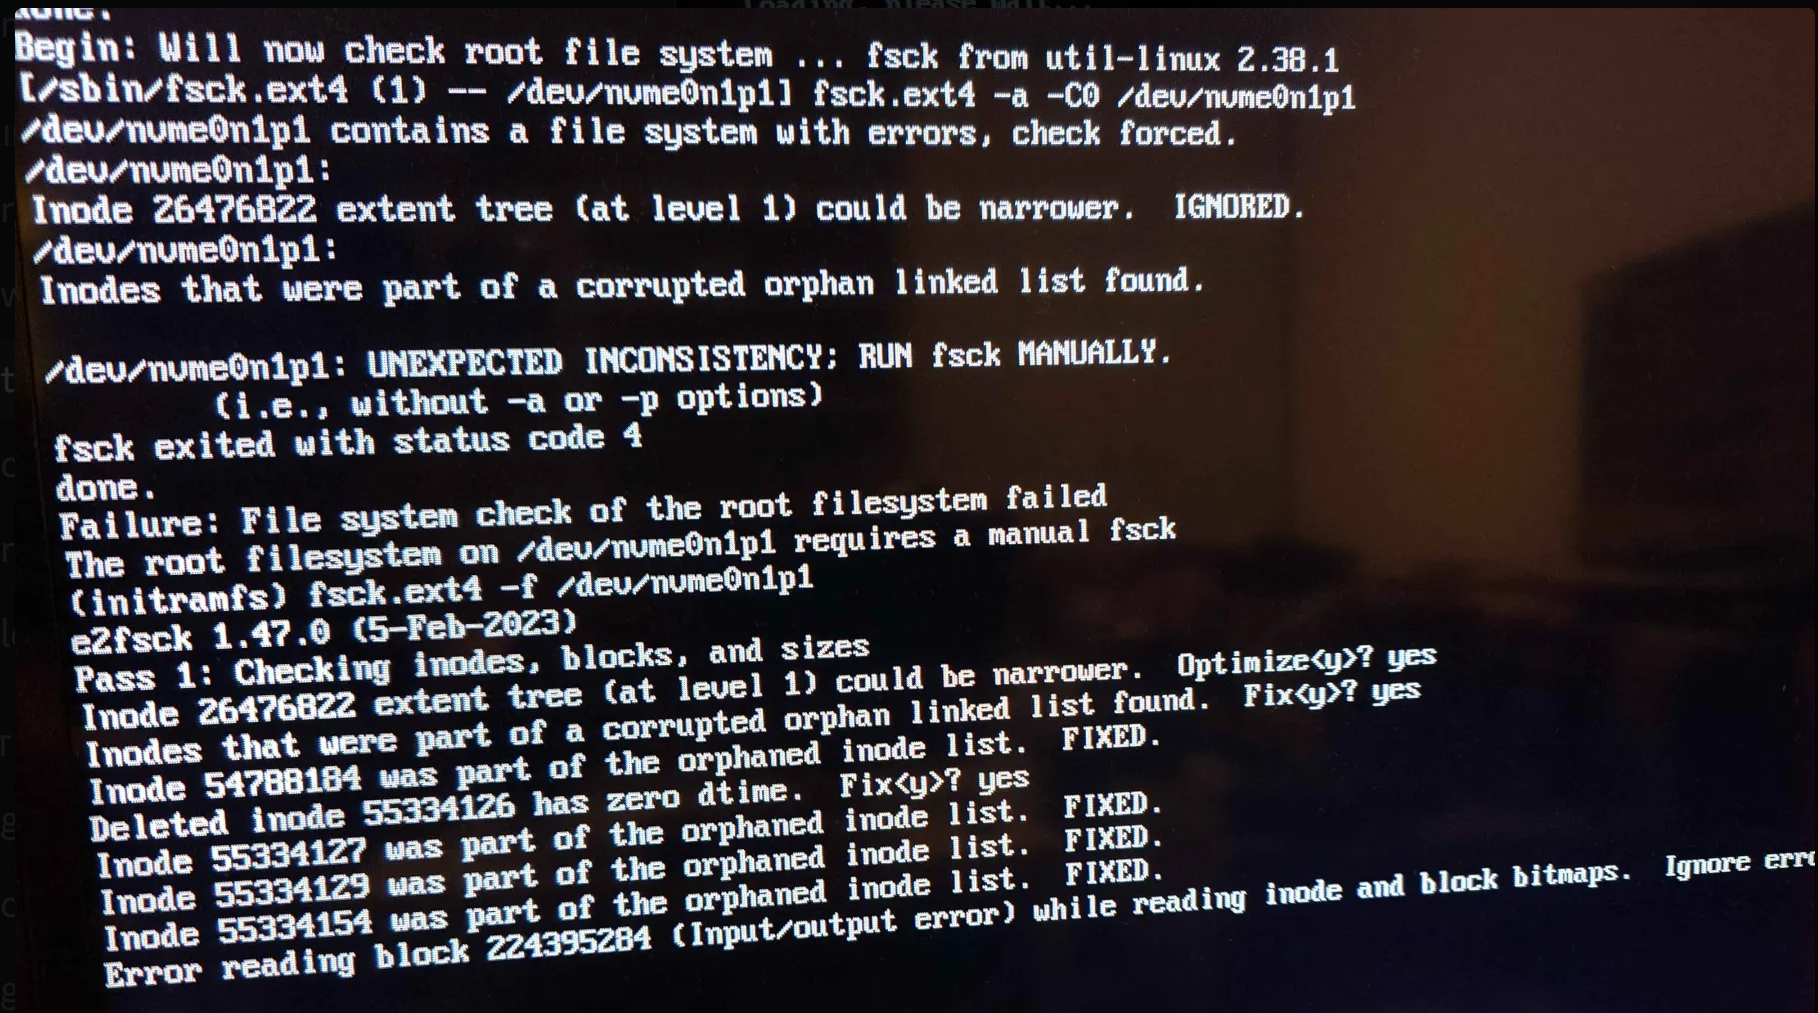 done.
Begin: Will now check root file system ... fsck from util-linux 2.38.1
[/sbin/fsck.ext4 (1) -- /dev/nvme0n1p1] fsck.ext4 -a -C0 /dev/nvme0n1p1
/dev/nvme0n1p1 contains a file system with errors, check forced.
/dev/nvme0n1p1:
Inode 26476822 extent tree (at level 1) could be narrower.  IGNORED.
/dev/nvme0n1p1:
Inodes that were part of a corrupted orphan linked list found.

/dev/nvme0n1p1: UNEXPECTED INCONSISTENCY; RUN fsck MANUALLY.
        (i.e., without -a or -p options)
fsck exited with status code 4
done.
Failure: File system check of the root filesystem failed
The root filesystem on /dev/nvme0n1p1 requires a manual fsck
(initramfs) fsck.ext4 -f /dev/nvme0n1p1
e2fsck 1.47.0 (5-Feb-2023)
Pass 1: Checking inodes, blocks, and sizes
Inode 26476822 extent tree (at level 1) could be narrower.  Optimize<y>? yes
Inodes that were part of a corrupted orphan linked list found.  Fix<y>? yes
Inode 54788184 was part of the orphaned inode list.  FIXED.
Deleted inode 55334126 has zero dtime.  Fix<y>? yes
Inode 55334127 was part of the orphaned inode list.  FIXED.
Inode 55334129 was part of the orphaned inode list.  FIXED.
Inode 55334154 was part of the orphaned inode list.  FIXED.
Error reading block 224395284 (Input/output error) while reading inode and block bitmaps.  Ignore